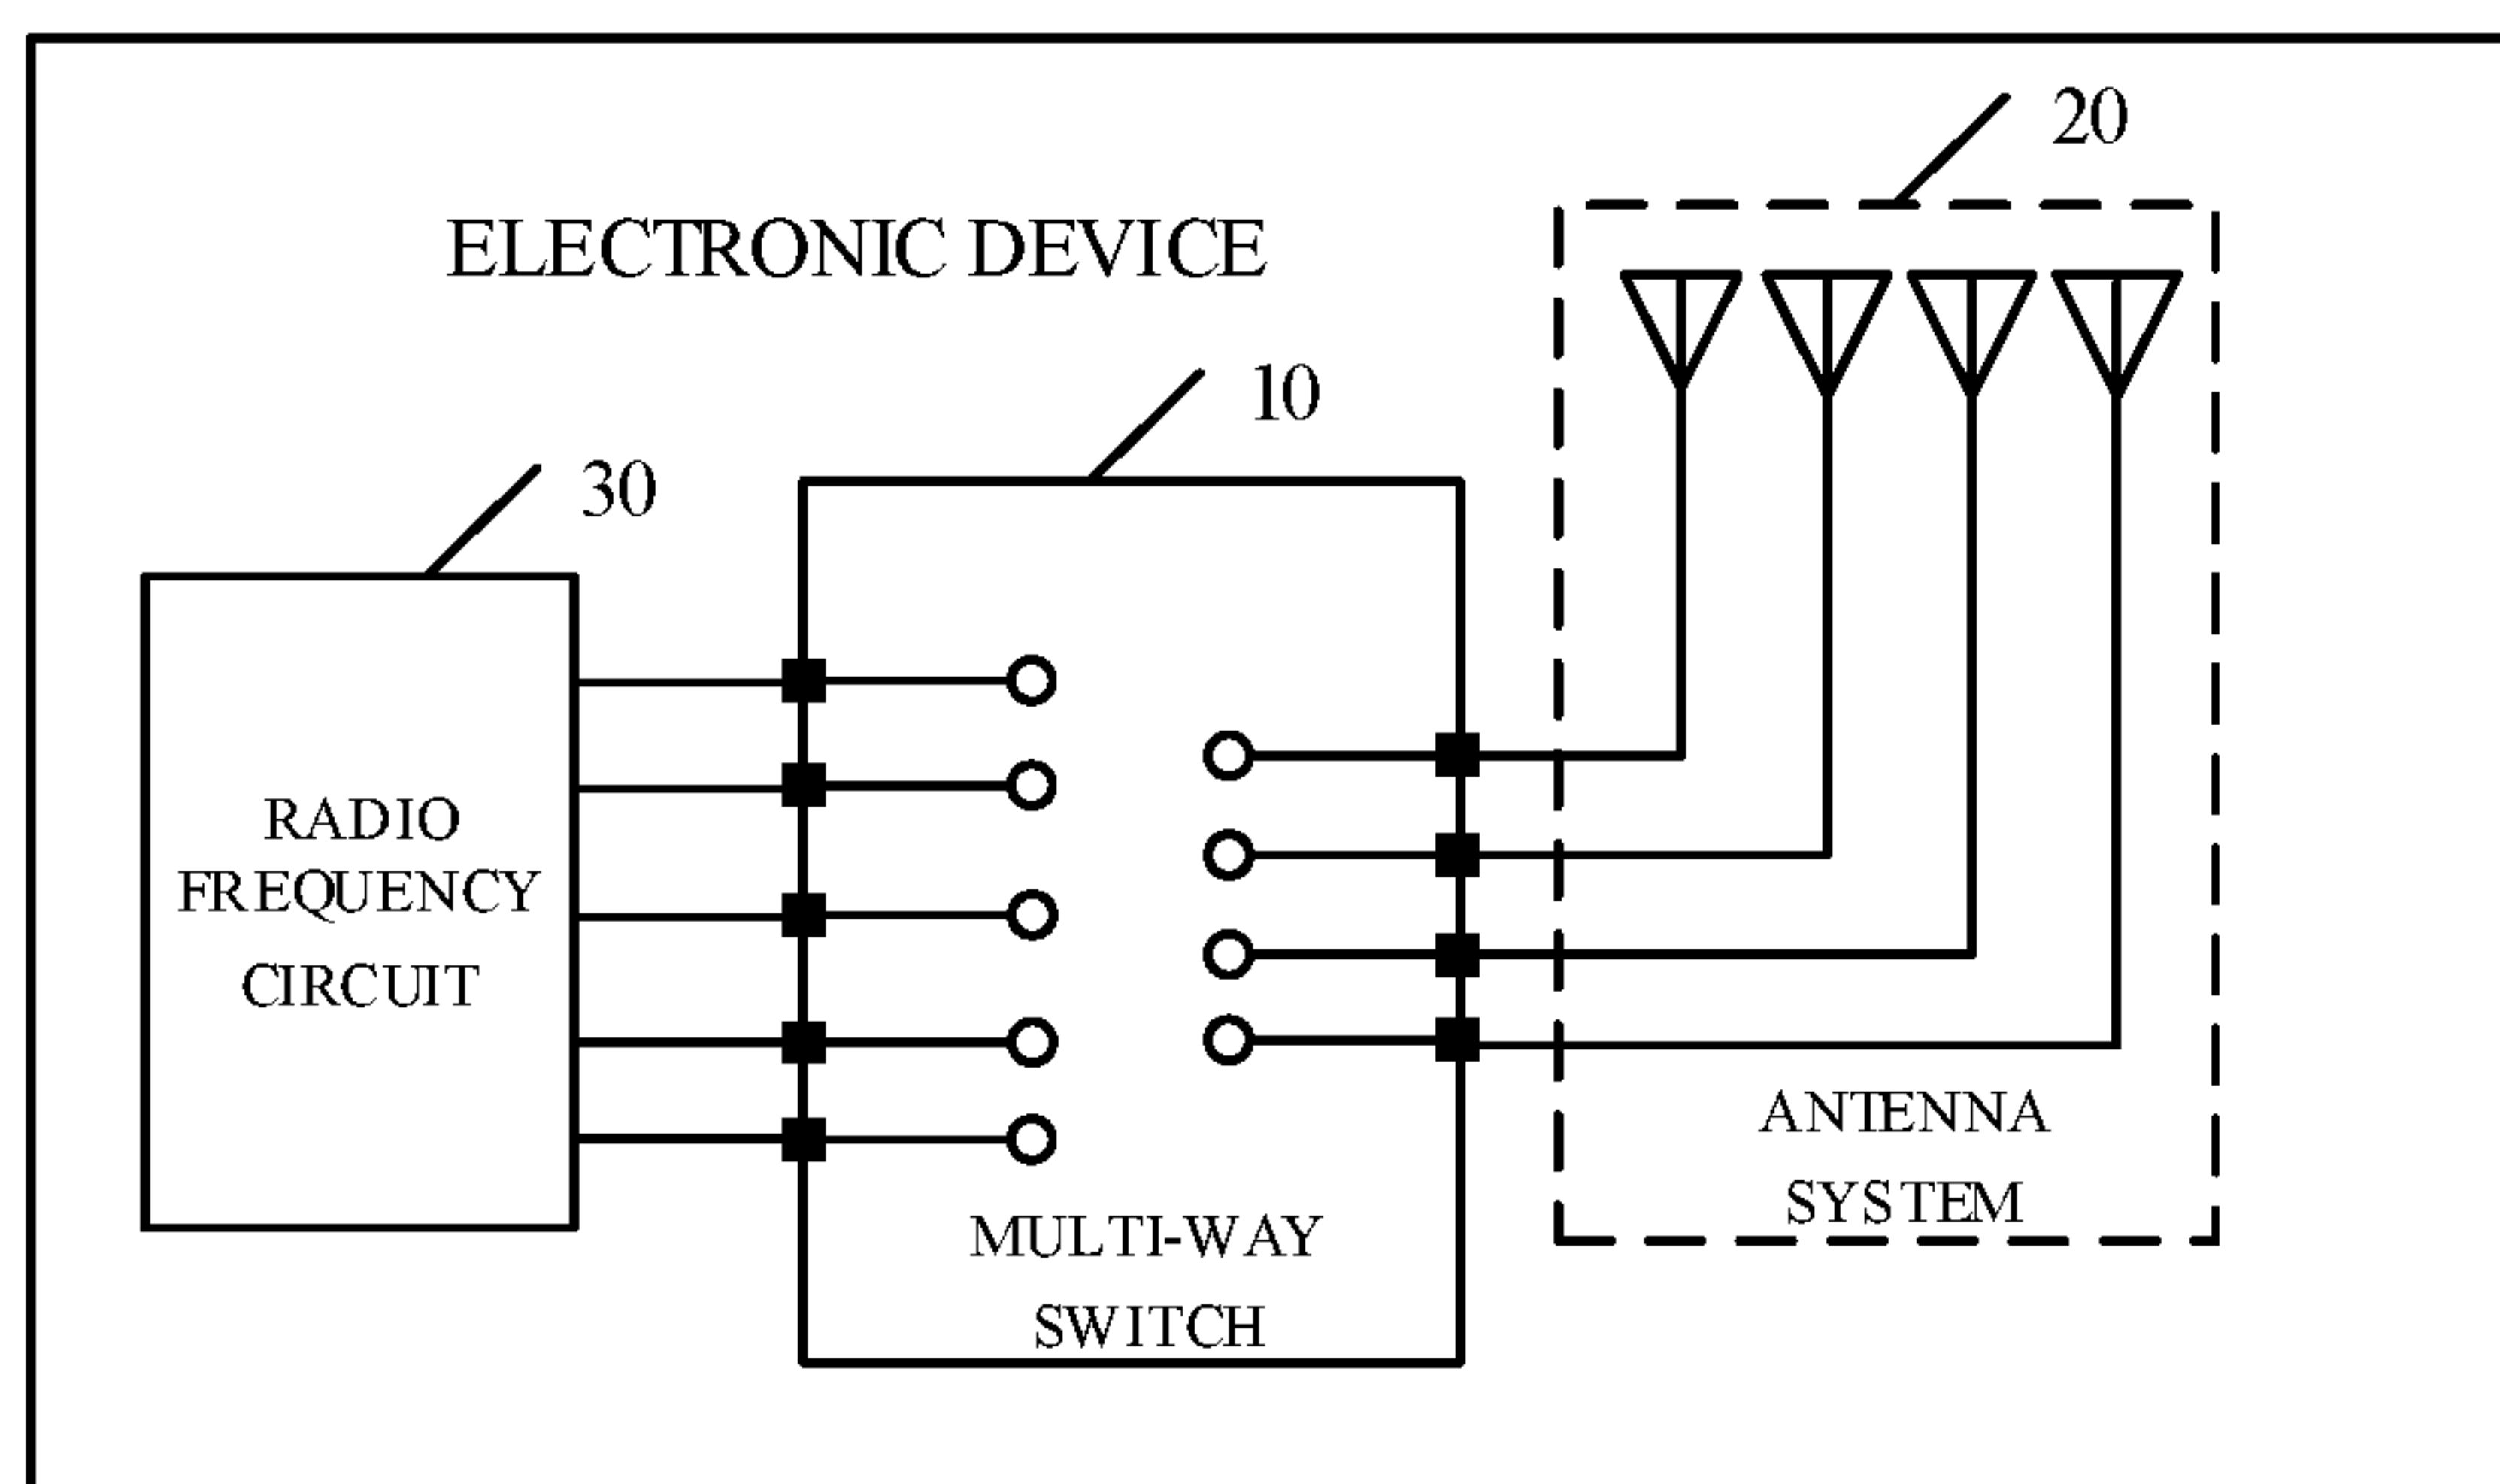 20
ELECTRONIC DEVICE
10
30
RADIO
FREQUENCY
CIRCUIT
MULTI-WAY
SWITCH
ANTENNA
SYSTEM